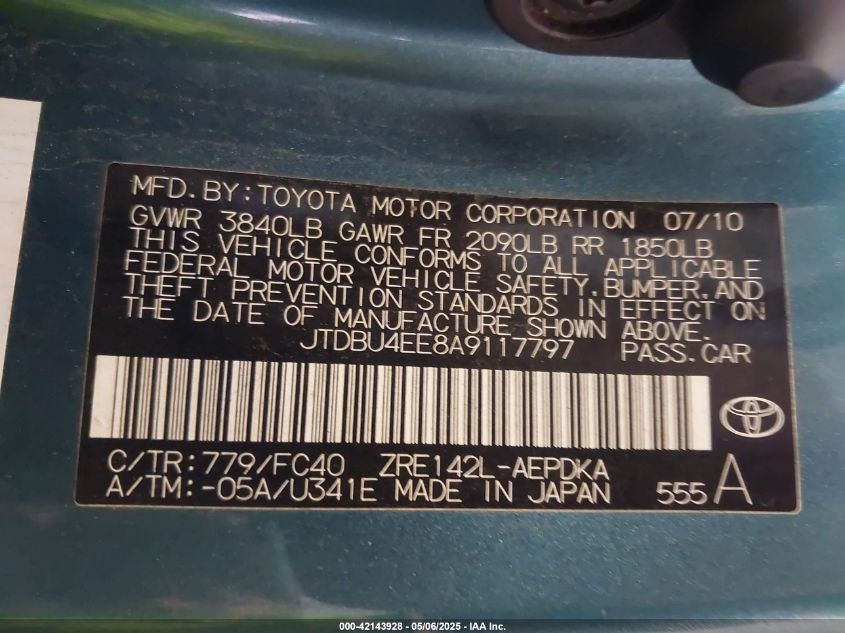 MFD.BY:TOYOTA MOTOR CORPORATION 07/10
GVWR 3840LB GAWR FR 2090LB RR 1850LB
THIS VEHICLE CONFORMS TO ALL APPLICABLE
FEDERAL MOTOR VEHICLE SAFETY,BUMPER,AND
THEFT PREVENTION STANDARDS IN EFFECT ON
THE DATE OF MANUFACTURE SHOWN ABOVE.
JTDBU4EE8A9117797 PASS.CAR
C/TR:779/FC40 ZRE142L-AEPDKA
A/TM:-05A/U341E MADE IN JAPAN 555 A
000-42143928 - 05/06/2025 - IAA Inc.